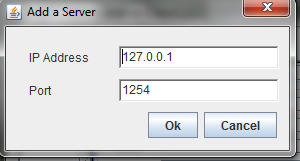 Add a Server
IP Address 127.0.0.1
Port 1254
Ok Cancel